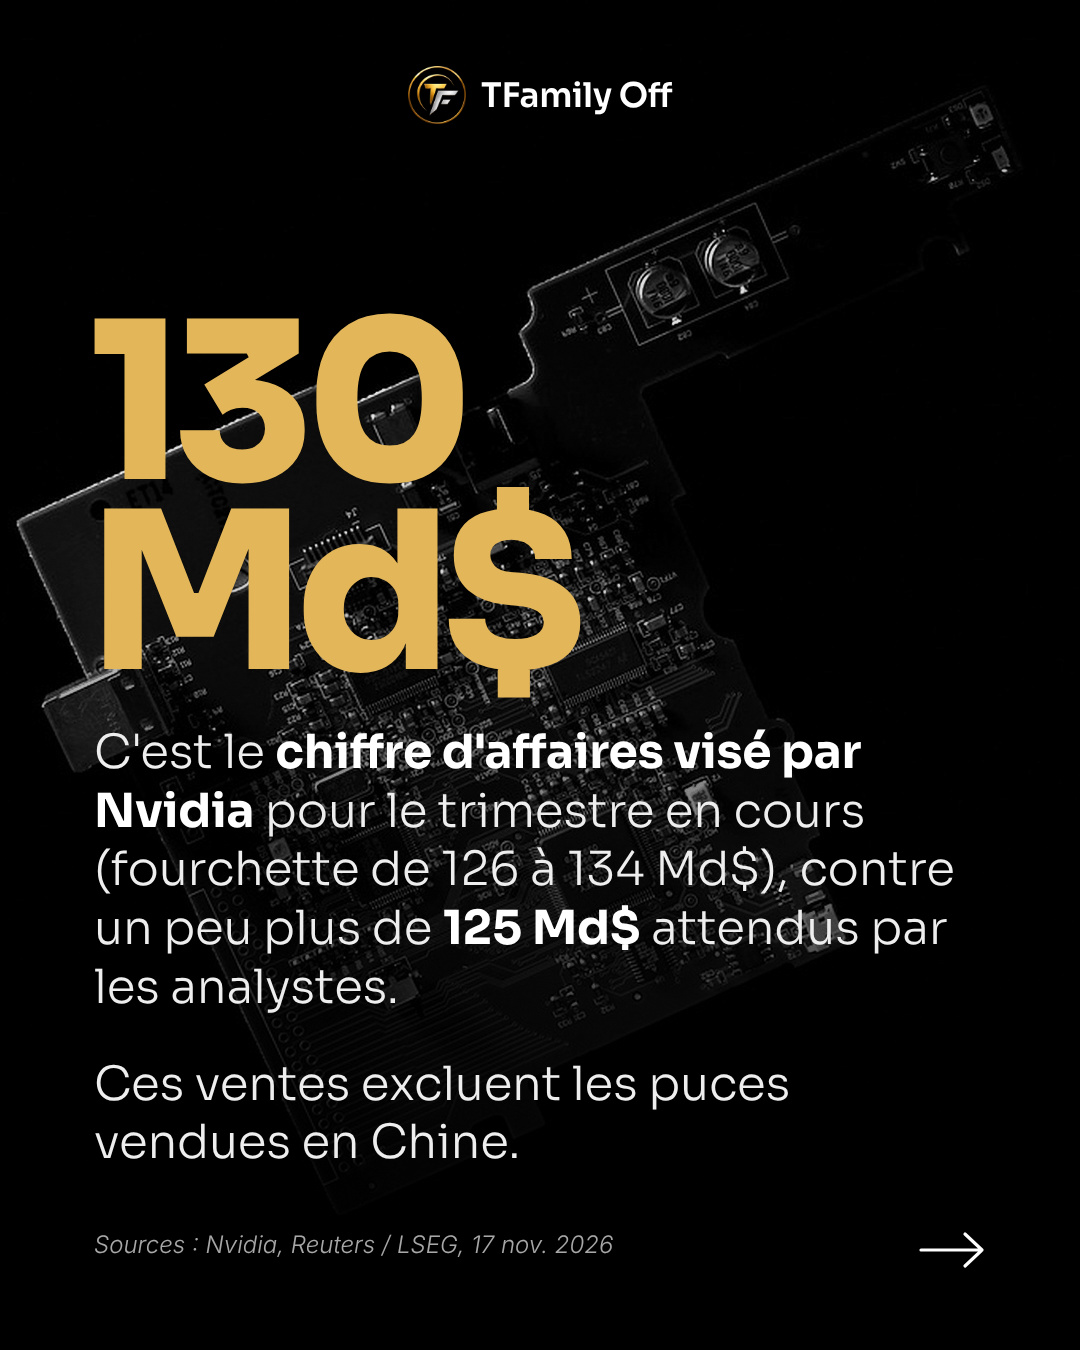 TFamily Off
130
Md$
C'est le chiffre d'affaires visé par
Nvidia pour le trimestre en cours
(fourchette de 126 à 134 Md$), contre
un peu plus de 125 Md$ attendus par
les analystes.
Ces ventes excluent les puces
vendues en Chine.
Sources : Nvidia, Reuters / LSEG, 17 nov. 2026